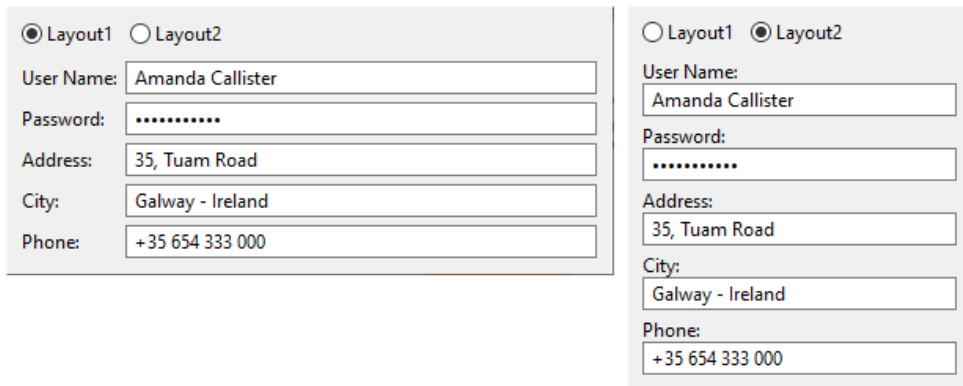 Layout1 Layout2
User Name: Amanda Callister
Password: •••••••••••
Address: 35, Tuam Road
City: Galway - Ireland
Phone: +35 654 333 000
Layout1 Layout2
User Name:
Amanda Callister
Password:
•••••••••••
Address:
35, Tuam Road
City:
Galway - Ireland
Phone:
+35 654 333 000